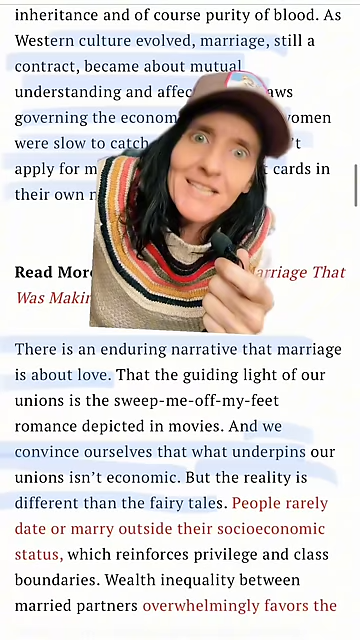 inheritance and of course purity of blood. As
Western culture evolved, marriage, still a
contract, became about mutual
understanding and affec aws
governing the econom women
were slow to catch 't
apply for m t cards in
their own n
Read More arriage That
Was Makin
There is an enduring narrative that marriage
is about love. That the guiding light of our
unions is the sweep-me-off-my-feet
romance depicted in movies. And we
convince ourselves that what underpins our
unions isn't economic. But the reality is
different than the fairy tales. People rarely
date or marry outside their socioeconomic
status, which reinforces privilege and class
boundaries. Wealth inequality between
married partners overwhelmingly favors the